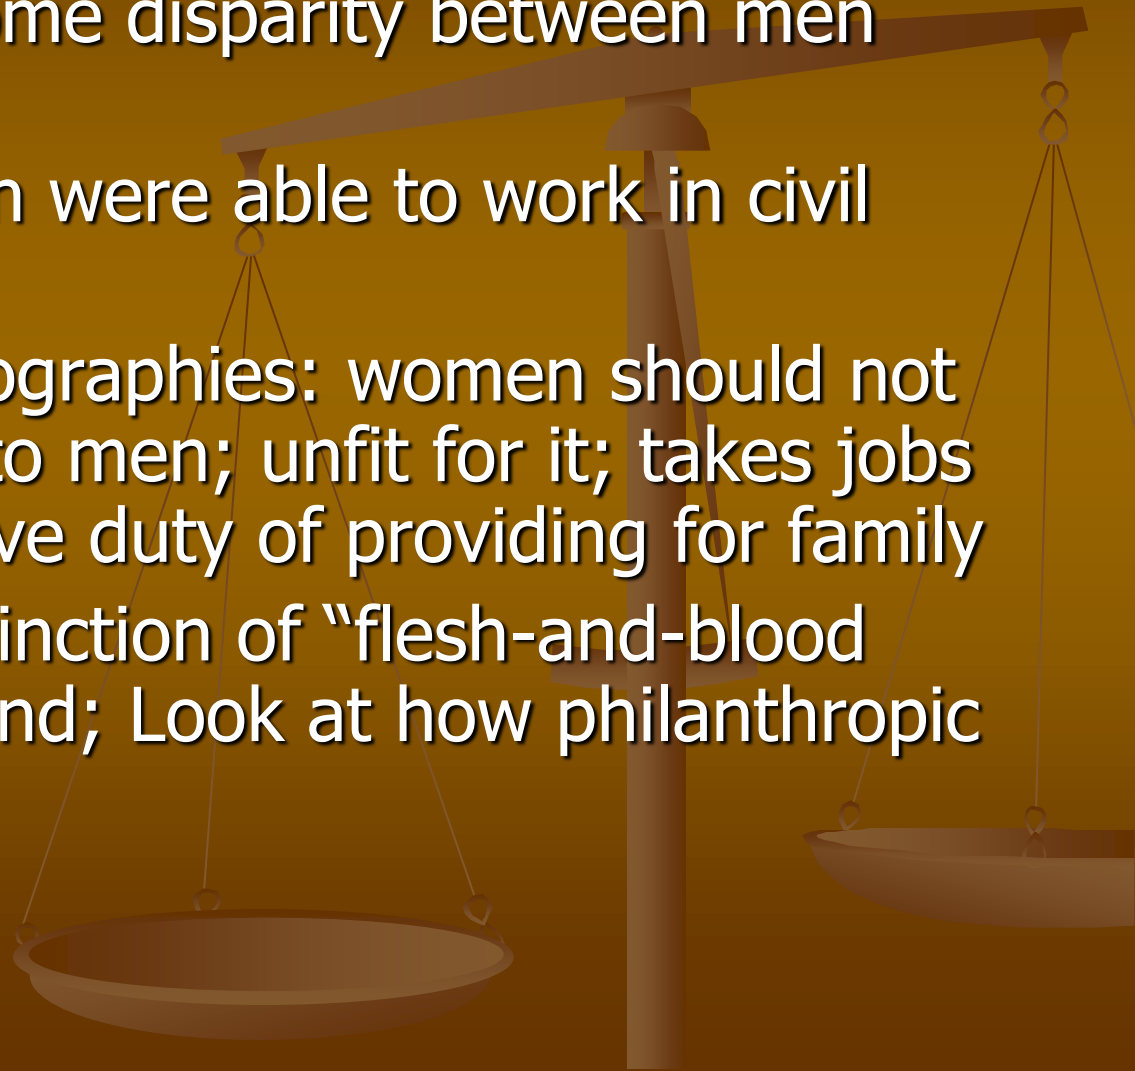 me disparity between men
were able to work in civil
ographies: women should not
to men; unfit for it; takes jobs
ve duty of providing for family
inction of “flesh-and-blood
nd; Look at how philanthropic